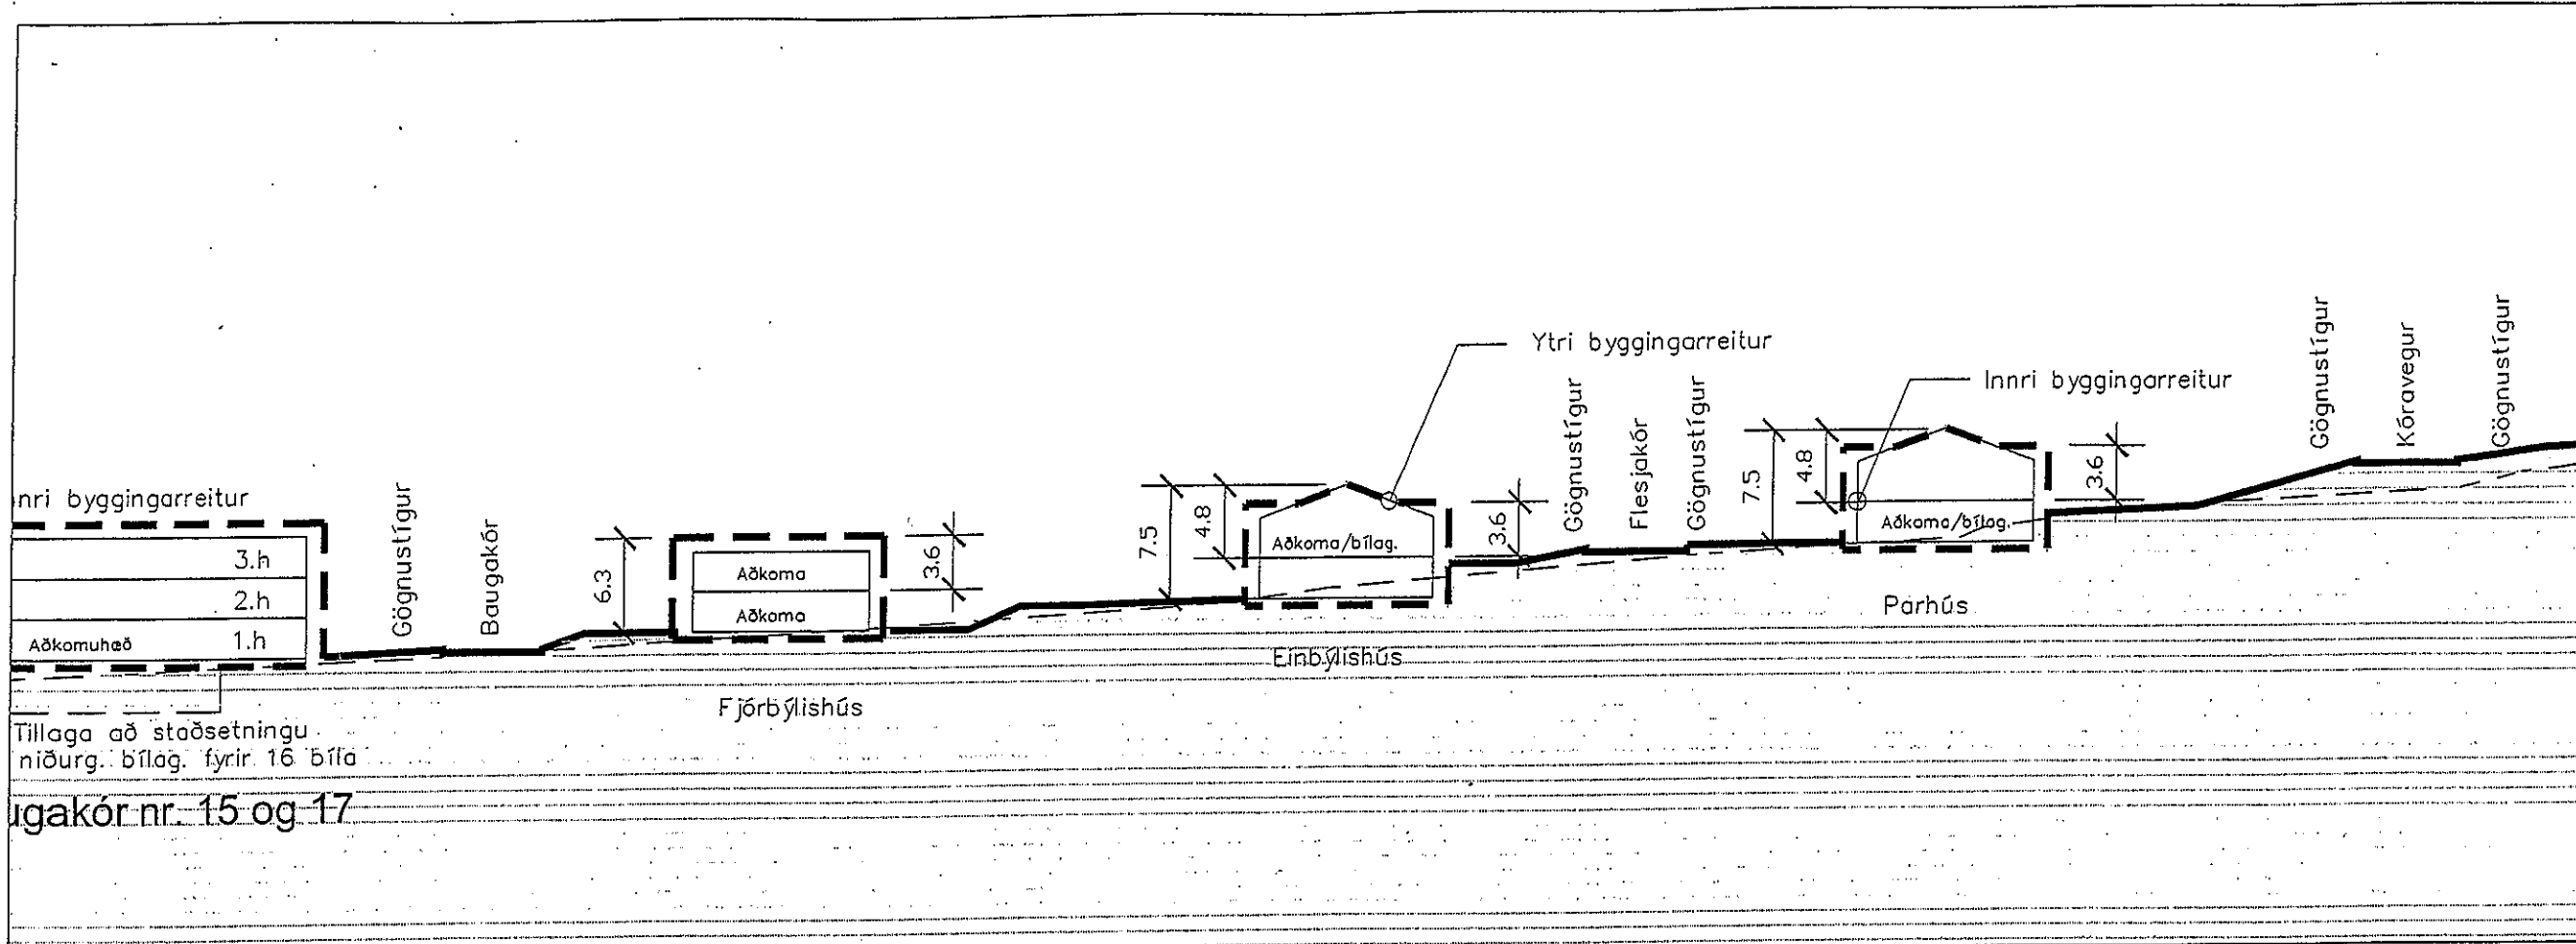 nri byggingarreitur
3.h
2.h
Aðkomuhæð 1.h
Tillaga að staðsetningu
niðurg. bílag. fyrir 16 bíla
ugakór nr. 15 og 17
Gögnustígur
Baugakór
6.3
Aðkoma
Aðkoma
3.6
Fjórbýlishús
7.5
4.8
Aðkoma/bílag.
Einbýlishús
Ytri byggingarreitur
3.6
Gögnustígur
Flesjakór
Göögnustígur
7.5
4.8
Aðkoma/bílag.
Parhús
Innri byggingarreitur
3.6
Gögnustígur
Kóravegur
Gögnustígur